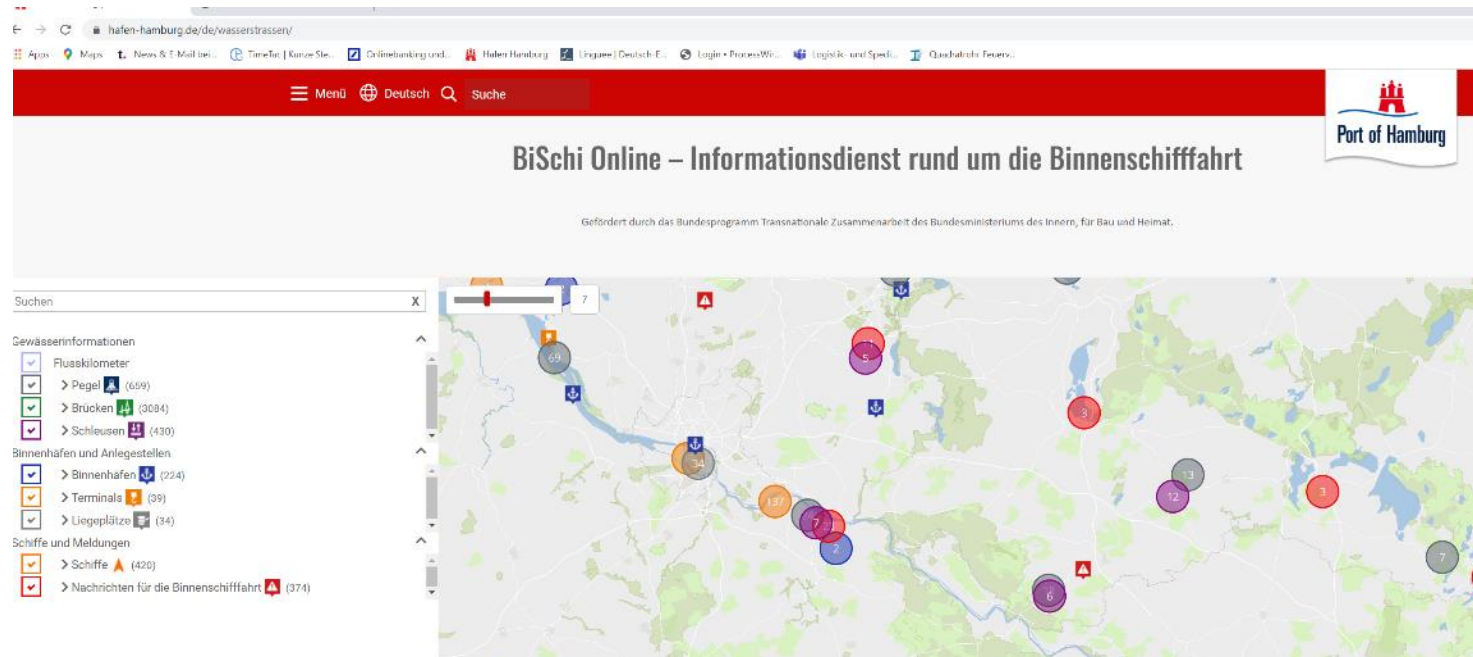 hafen-hamburg.de/de/wasserstrassen/
Apps Maps News & E-Mail bei... TimeTac | Kunze Ste... Onlinebanking und... Hafen Hamburg Linguee | Deutsch-E... Login • ProcessWir... Logistik- und Spedi... Quadratrohr Feuerv...
Menü Deutsch Suche
Port of Hamburg
BiSchi Online – Informationsdienst rund um die Binnenschifffahrt
Gefördert durch das Bundesprogramm Transnationale Zusammenarbeit des Bundesministeriums des Innern, für Bau und Heimat.
Suchen X
7
Gewässerinformationen
Flusskilometer
Pegel (659)
Brücken (3084)
Schleusen (430)
Binnenhäfen und Anlegestellen
Binnenhäfen (224)
Terminals (39)
Liegeplätze (34)
Schiffe und Meldungen
Schiffe (420)
Nachrichten für die Binnenschifffahrt (374)
69
5
3
34
137
7
2
13
12
3
7
6